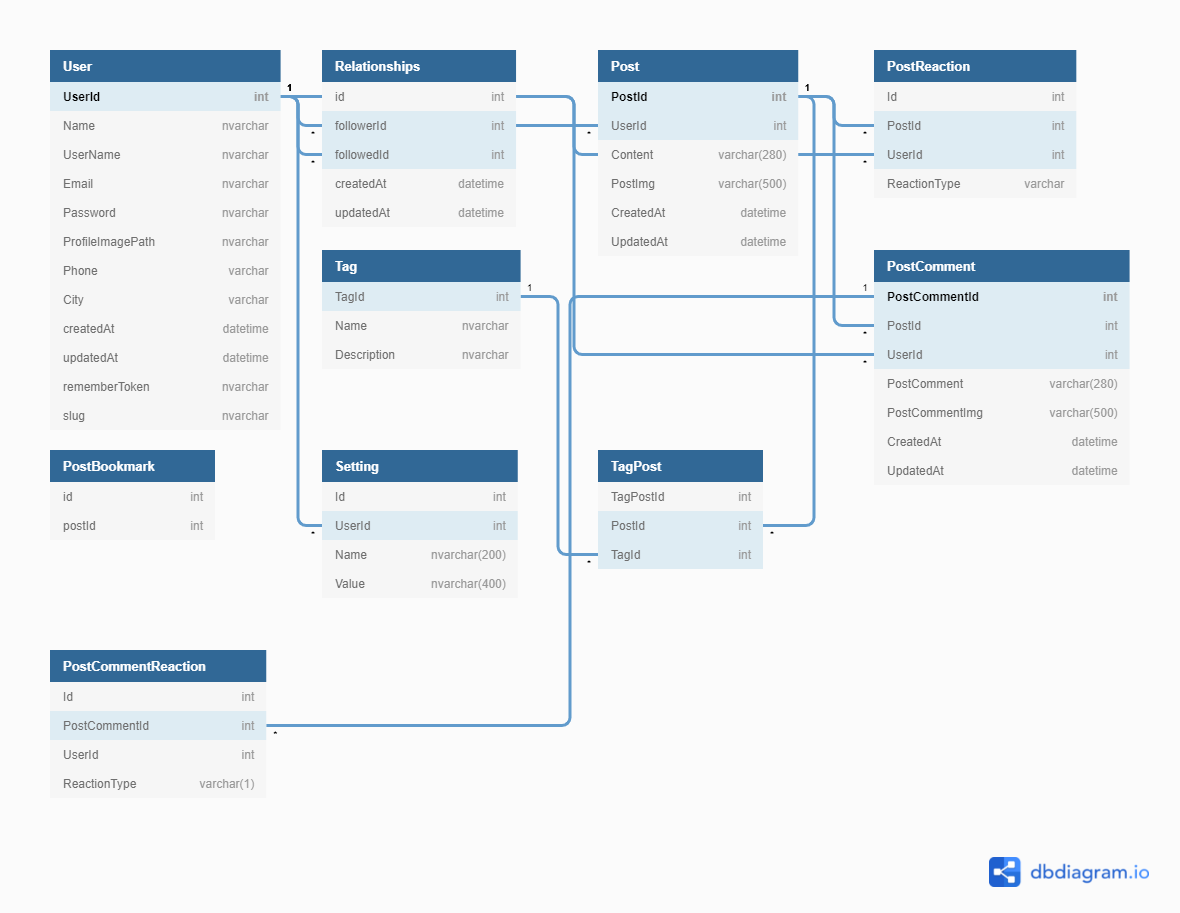 User
UserId int
Name nvarchar
UserName nvarchar
Email nvarchar
Password nvarchar
ProfileImagePath nvarchar
Phone varchar
City varchar
createdAt datetime
updatedAt datetime
rememberToken nvarchar
slug nvarchar
1
Relationships
id int
followerId int
followedId int
createdAt datetime
updatedAt datetime
*
*
Post
PostId int
UserId int
Content varchar(280)
PostImg varchar(500)
CreatedAt datetime
UpdatedAt datetime
*
1
PostReaction
Id int
PostId int
UserId int
ReactionType varchar
*
*
Tag
TagId int
Name nvarchar
Description nvarchar
1
PostComment
PostCommentId int
PostId int
UserId int
PostComment varchar(280)
PostCommentImg varchar(500)
CreatedAt datetime
UpdatedAt datetime
1
*
*
PostBookmark
id int
postId int
Setting
Id int
UserId int
Name nvarchar(200)
Value nvarchar(400)
*
TagPost
TagPostId int
PostId int
TagId int
*
*
PostCommentReaction
Id int
PostCommentId int
UserId int
ReactionType varchar(1)
*
dbdiagram.io